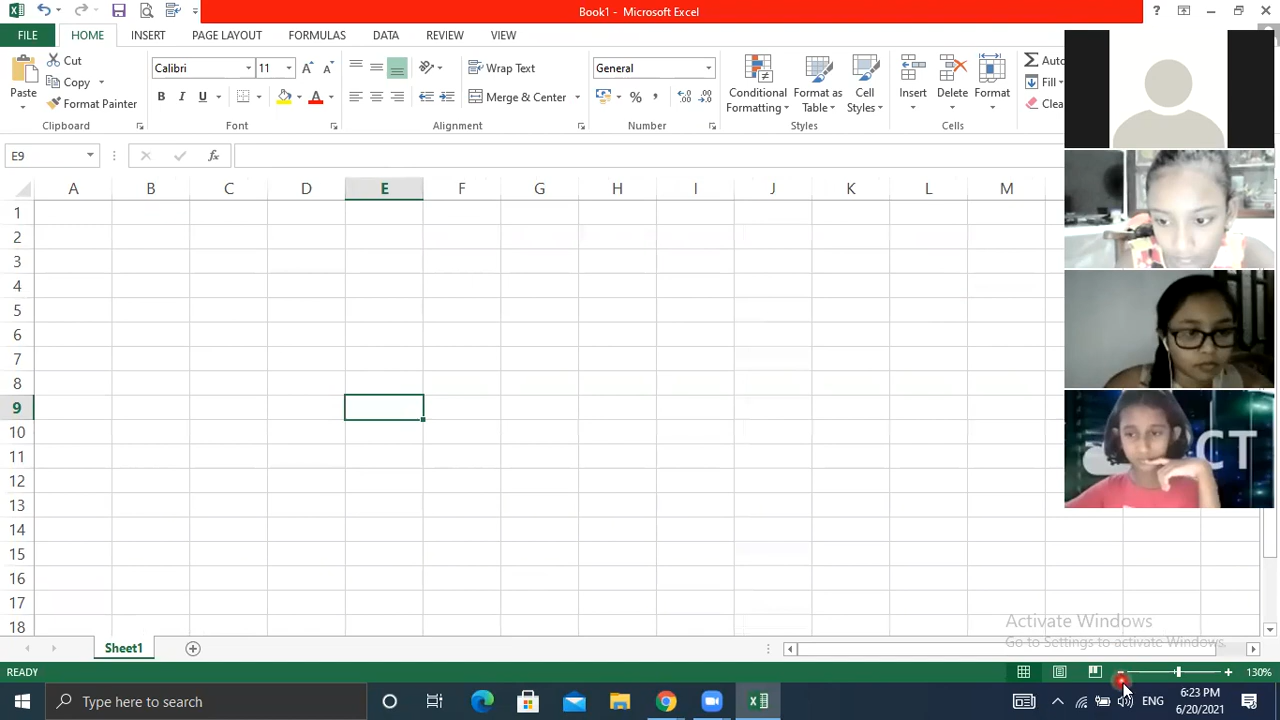 Book1 - Microsoft Excel
FILE HOME INSERT PAGE LAYOUT FORMULAS DATA REVIEW VIEW
Cut
Copy
Format Painter
Paste
Clipboard
Calibri 11
B I U
Font
Wrap Text
Merge & Center
Alignment
General
Number
Conditional Formatting
Format as Table
Cell Styles
Styles
Insert Delete Format
Cells
Auto
Fill
Clea
E9
fx
A B C D E F G H I J K L M
1
2
3
4
5
6
7
8
9
10
11
12
13
14
15
16
17
18
CT
Activate Windows
Go to Settings to activate Windows.
Sheet1
READY
130%
Type here to search
ENG
6:23 PM
6/20/2021